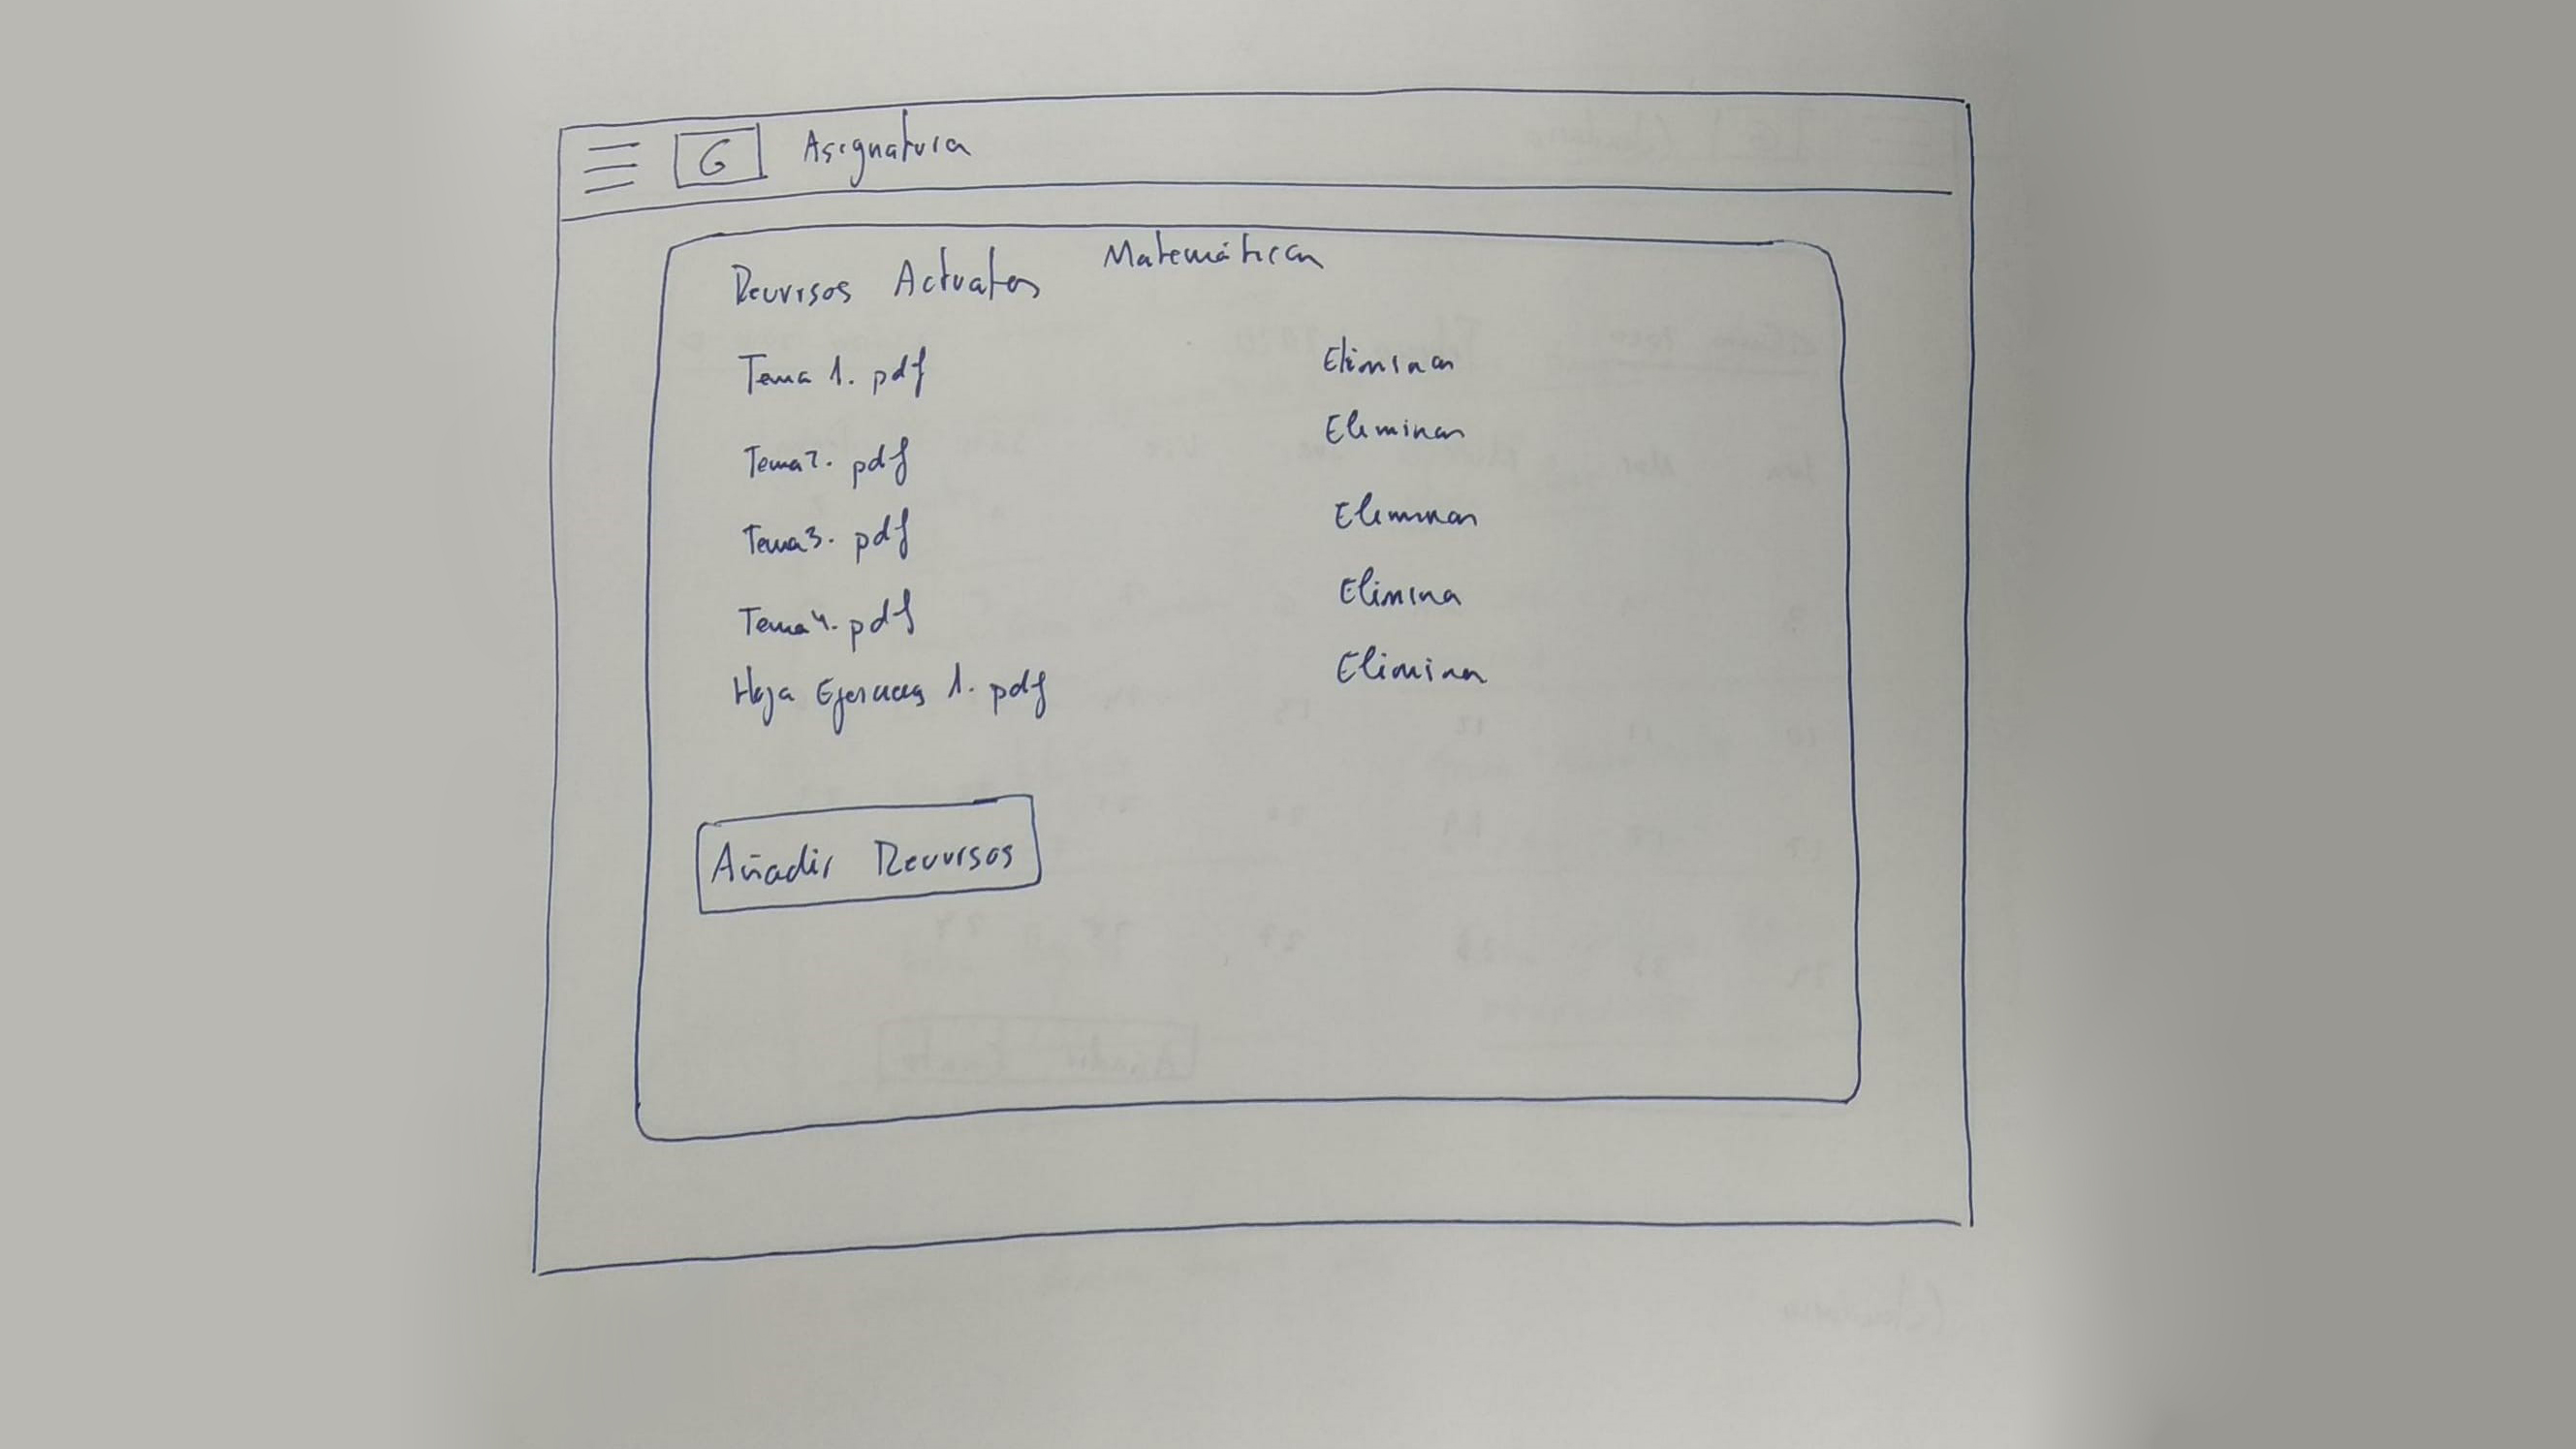 G Asignatura
Matemáticas
Recursos Actuales
Tema 1. pdf Eliminar
Tema2. pdf Eliminar
Tema3. pdf Eliminar
Tema4. pdf Eliminar
Hoja Ejercicios 1. pdf Eliminar
Añadir Recursos